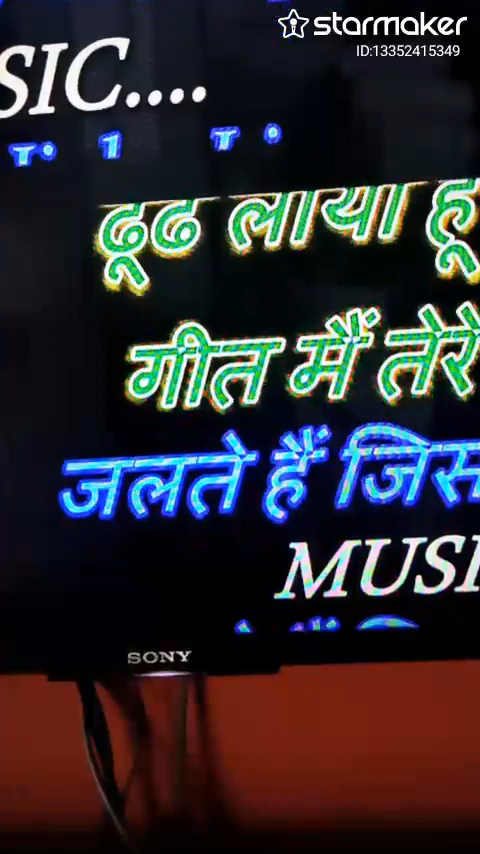 starmaker
ID:13352415349
SIC....
ढूढ लाया हू
गीत मैं तेरे
जलते हैं जिस
MUSI
SONY